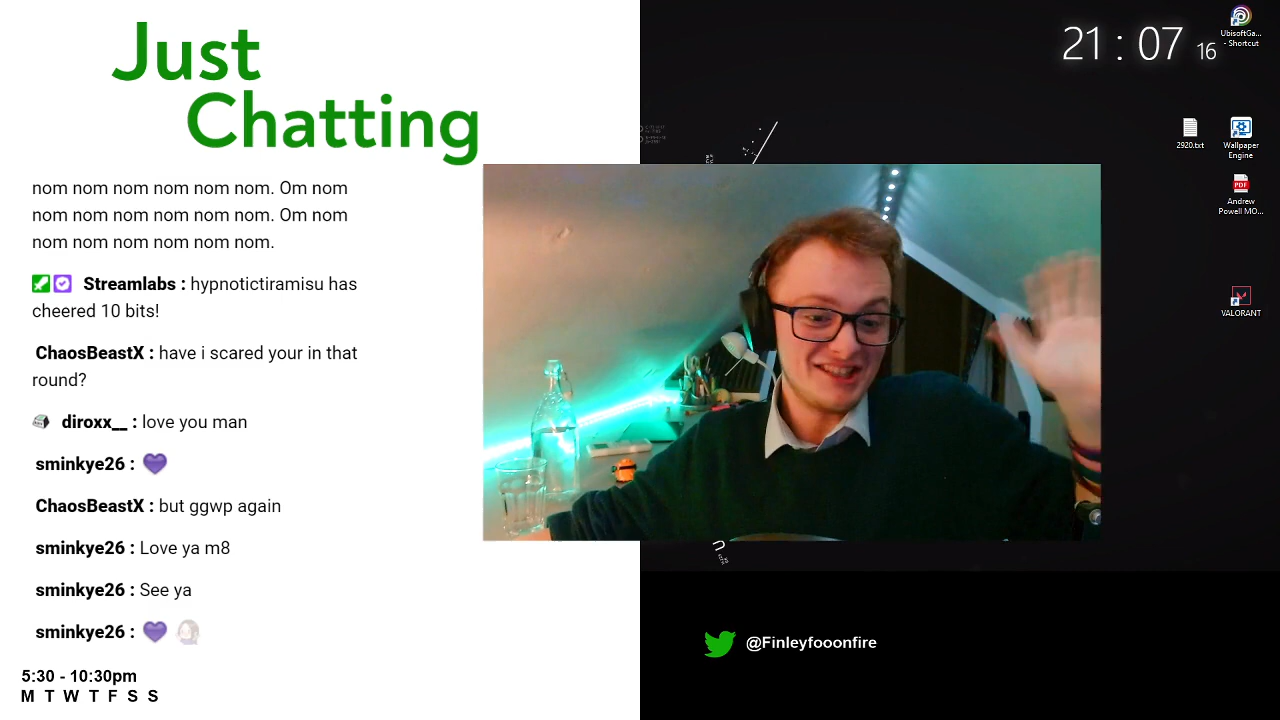 Just
Chatting
nom nom nom nom nom nom. Om nom
nom nom nom nom nom nom. Om nom
nom nom nom nom nom nom.
Streamlabs : hypnotictiramisu has
cheered 10 bits!
ChaosBeastX : have i scared your in that
round?
diroxx__ : love you man
sminkye26 : 💜
ChaosBeastX : but ggwp again
sminkye26 : Love ya m8
sminkye26 : See ya
sminkye26 : 💜
5:30 - 10:30pm
M T W T F S S
21 : 07 16
UbisoftGa...
- Shortcut
2920.txt
Wallpaper
Engine
PDF
Andrew
Powell MO...
VALORANT
@Finleyfooonfire